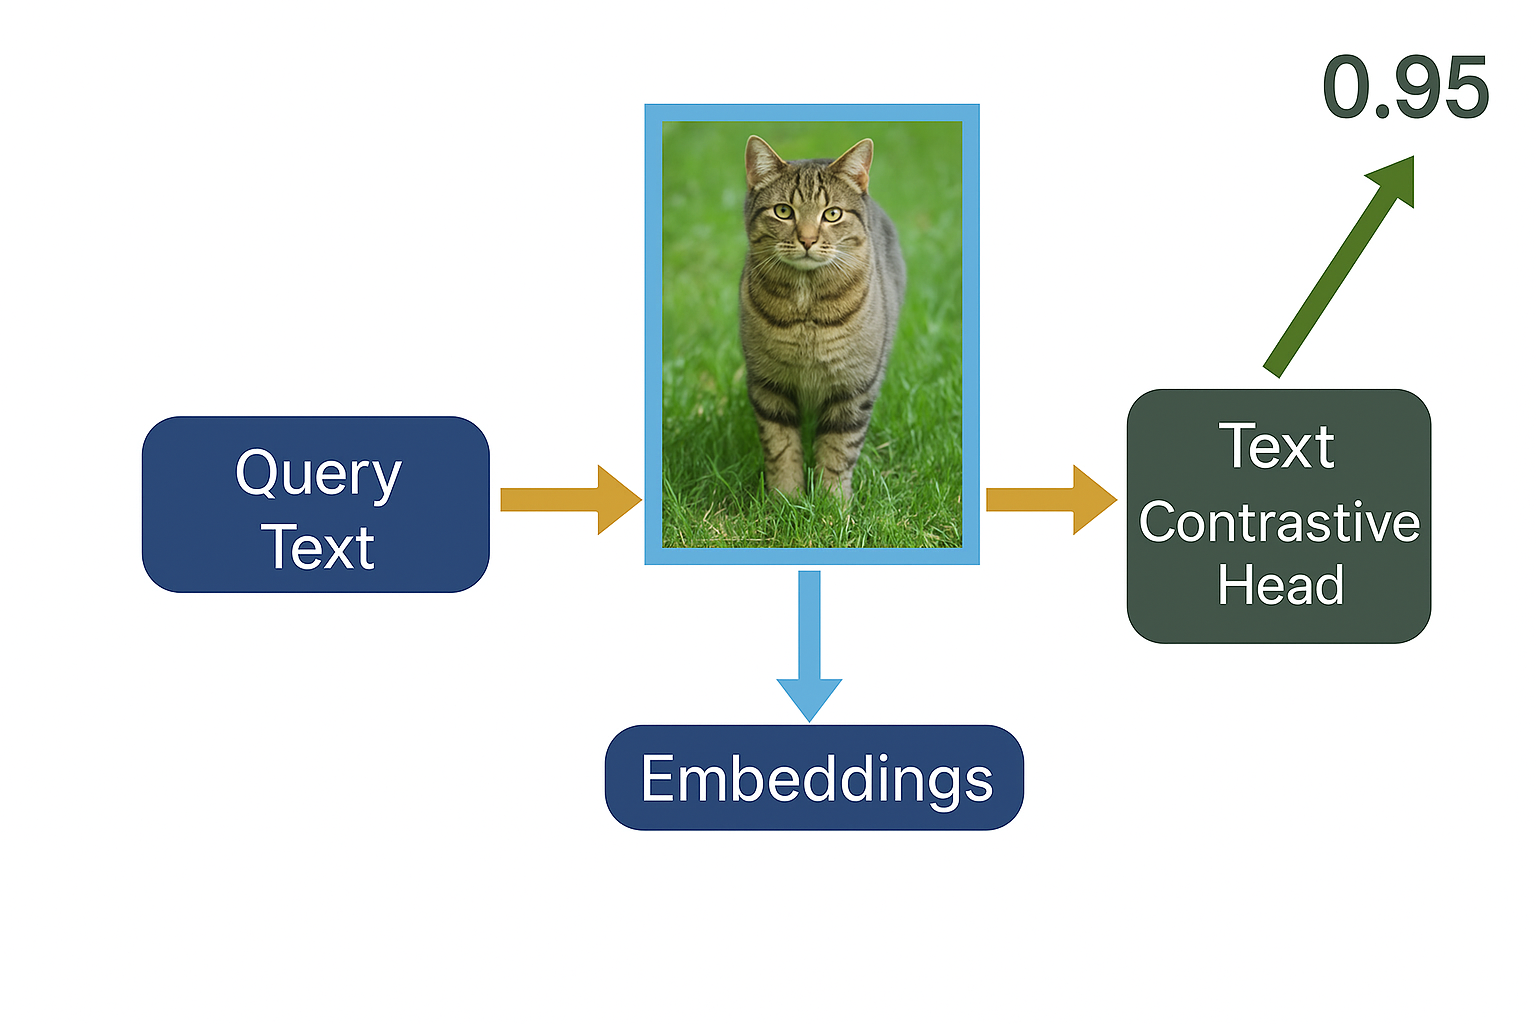 0.95
Query
Text
Text
Contrastive
Head
Embeddings